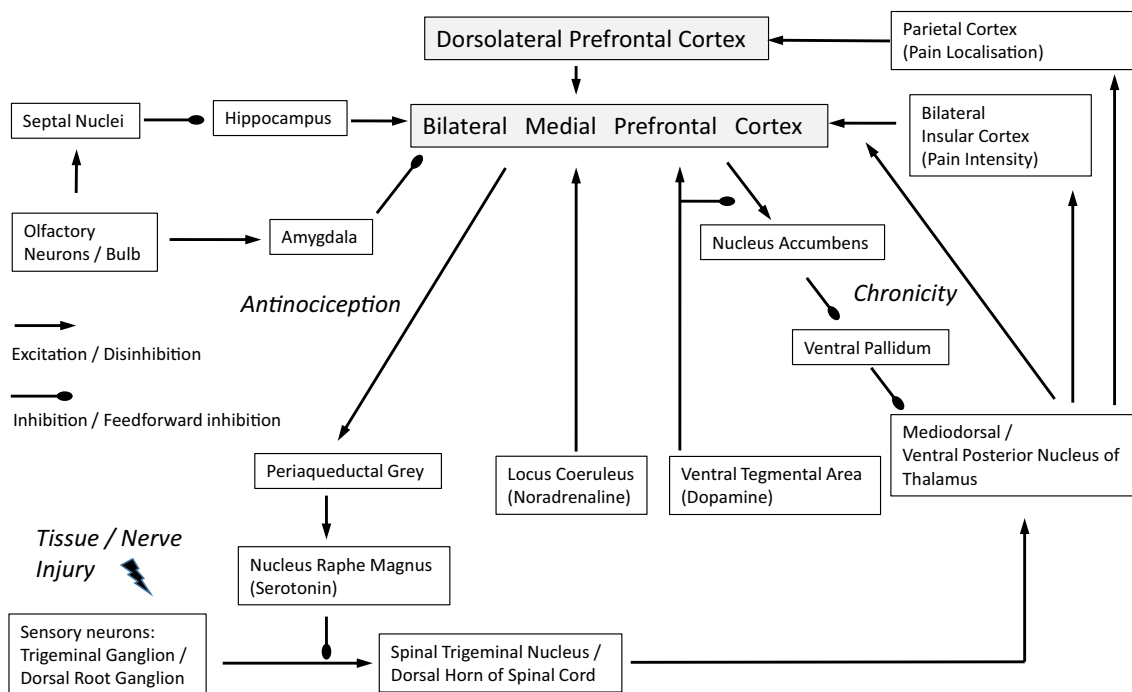 Dorsolateral Prefrontal Cortex
Parietal Cortex
(Pain Localisation)
Septal Nuclei
Hippocampus
Bilateral Medial Prefrontal Cortex
Bilateral
Insular Cortex
(Pain Intensity)
Olfactory
Neurons / Bulb
Amygdala
Nucleus Accumbens
Antinociception
Chronicity
Excitation / Disinhibition
Ventral Pallidum
Inhibition / Feedforward inhibition
Mediodorsal /
Ventral Posterior Nucleus of
Thalamus
Periaqueductal Grey
Locus Coeruleus
(Noradrenaline)
Ventral Tegmental Area
(Dopamine)
Tissue / Nerve
Injury
Nucleus Raphe Magnus
(Serotonin)
Sensory neurons:
Trigeminal Ganglion /
Dorsal Root Ganglion
Spinal Trigeminal Nucleus /
Dorsal Horn of Spinal Cord